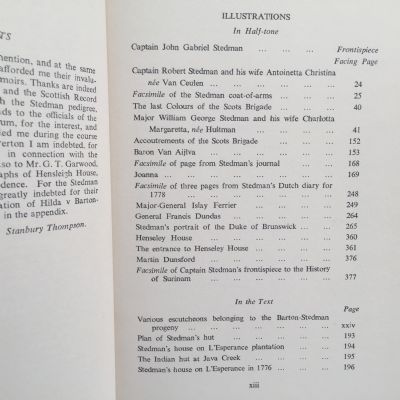 TS
mention, and at the same
afforded me their invalu-
moir. Thanks are indeed
and the Scottish Record
h the Stedman pedigree,
ds to the officials of the
um, for the interest, and
ed me during the course
erton I am indebted, for
in connection with the
so to Mr. G. T. Garwood,
aphs of Hensleigh House,
dence. For the Stedman
greatly indebted for their
ation of Hilda v Barton-
in the appendix.
Stanbury Thompson.
ILLUSTRATIONS
In Half-tone
Captain John Gabriel Stedman ... ... ... Frontispiece
Facing Page
Captain Robert Stedman and his wife Antoinetta Christina
née Van Ceulen ... ... ... ... ... 24
Facsimile of the Stedman coat-of-arms ... ... ... 25
The last Colours of the Scots Brigade ... ... ... 40
Major William George Stedman and his wife Charlotta
Margaretta, née Hultman ... ... ... ... 41
Accoutrements of the Scots Brigade ... ... ... 152
Baron Van Aijlva ... ... ... ... ... 153
Facsimile of page from Stedman's journal ... ... 168
Joanna ... ... ... ... ... ... 169
Facsimile of three pages from Stedman's Dutch diary for
1778 ... ... ... ... ... ... 248
Major-General Islay Ferrier ... ... ... ... 249
General Francis Dundas ... ... ... ... 264
Stedman's portrait of the Duke of Brunswick ... ... 265
Henseley House ... ... ... ... ... 360
The entrance to Henseley House ... ... ... ... 361
Martin Dunsford ... ... ... ... ... 376
Facsimile of Captain Stedman's frontispiece to the History
of Surinam ... ... ... ... ... 377
In the Text
Page
Various escutcheons belonging to the Barton-Stedman
progeny ... ... ... ... ... ... xxiv
Plan of Stedman's hut ... ... ... ... ... 193
Stedman's house on L'Esperance plantation ... ... 194
The Indian hut at Java Creek ... ... ... ... 195
Stedman's house on L'Esperance in 1776 ... ... ... 196
xiii